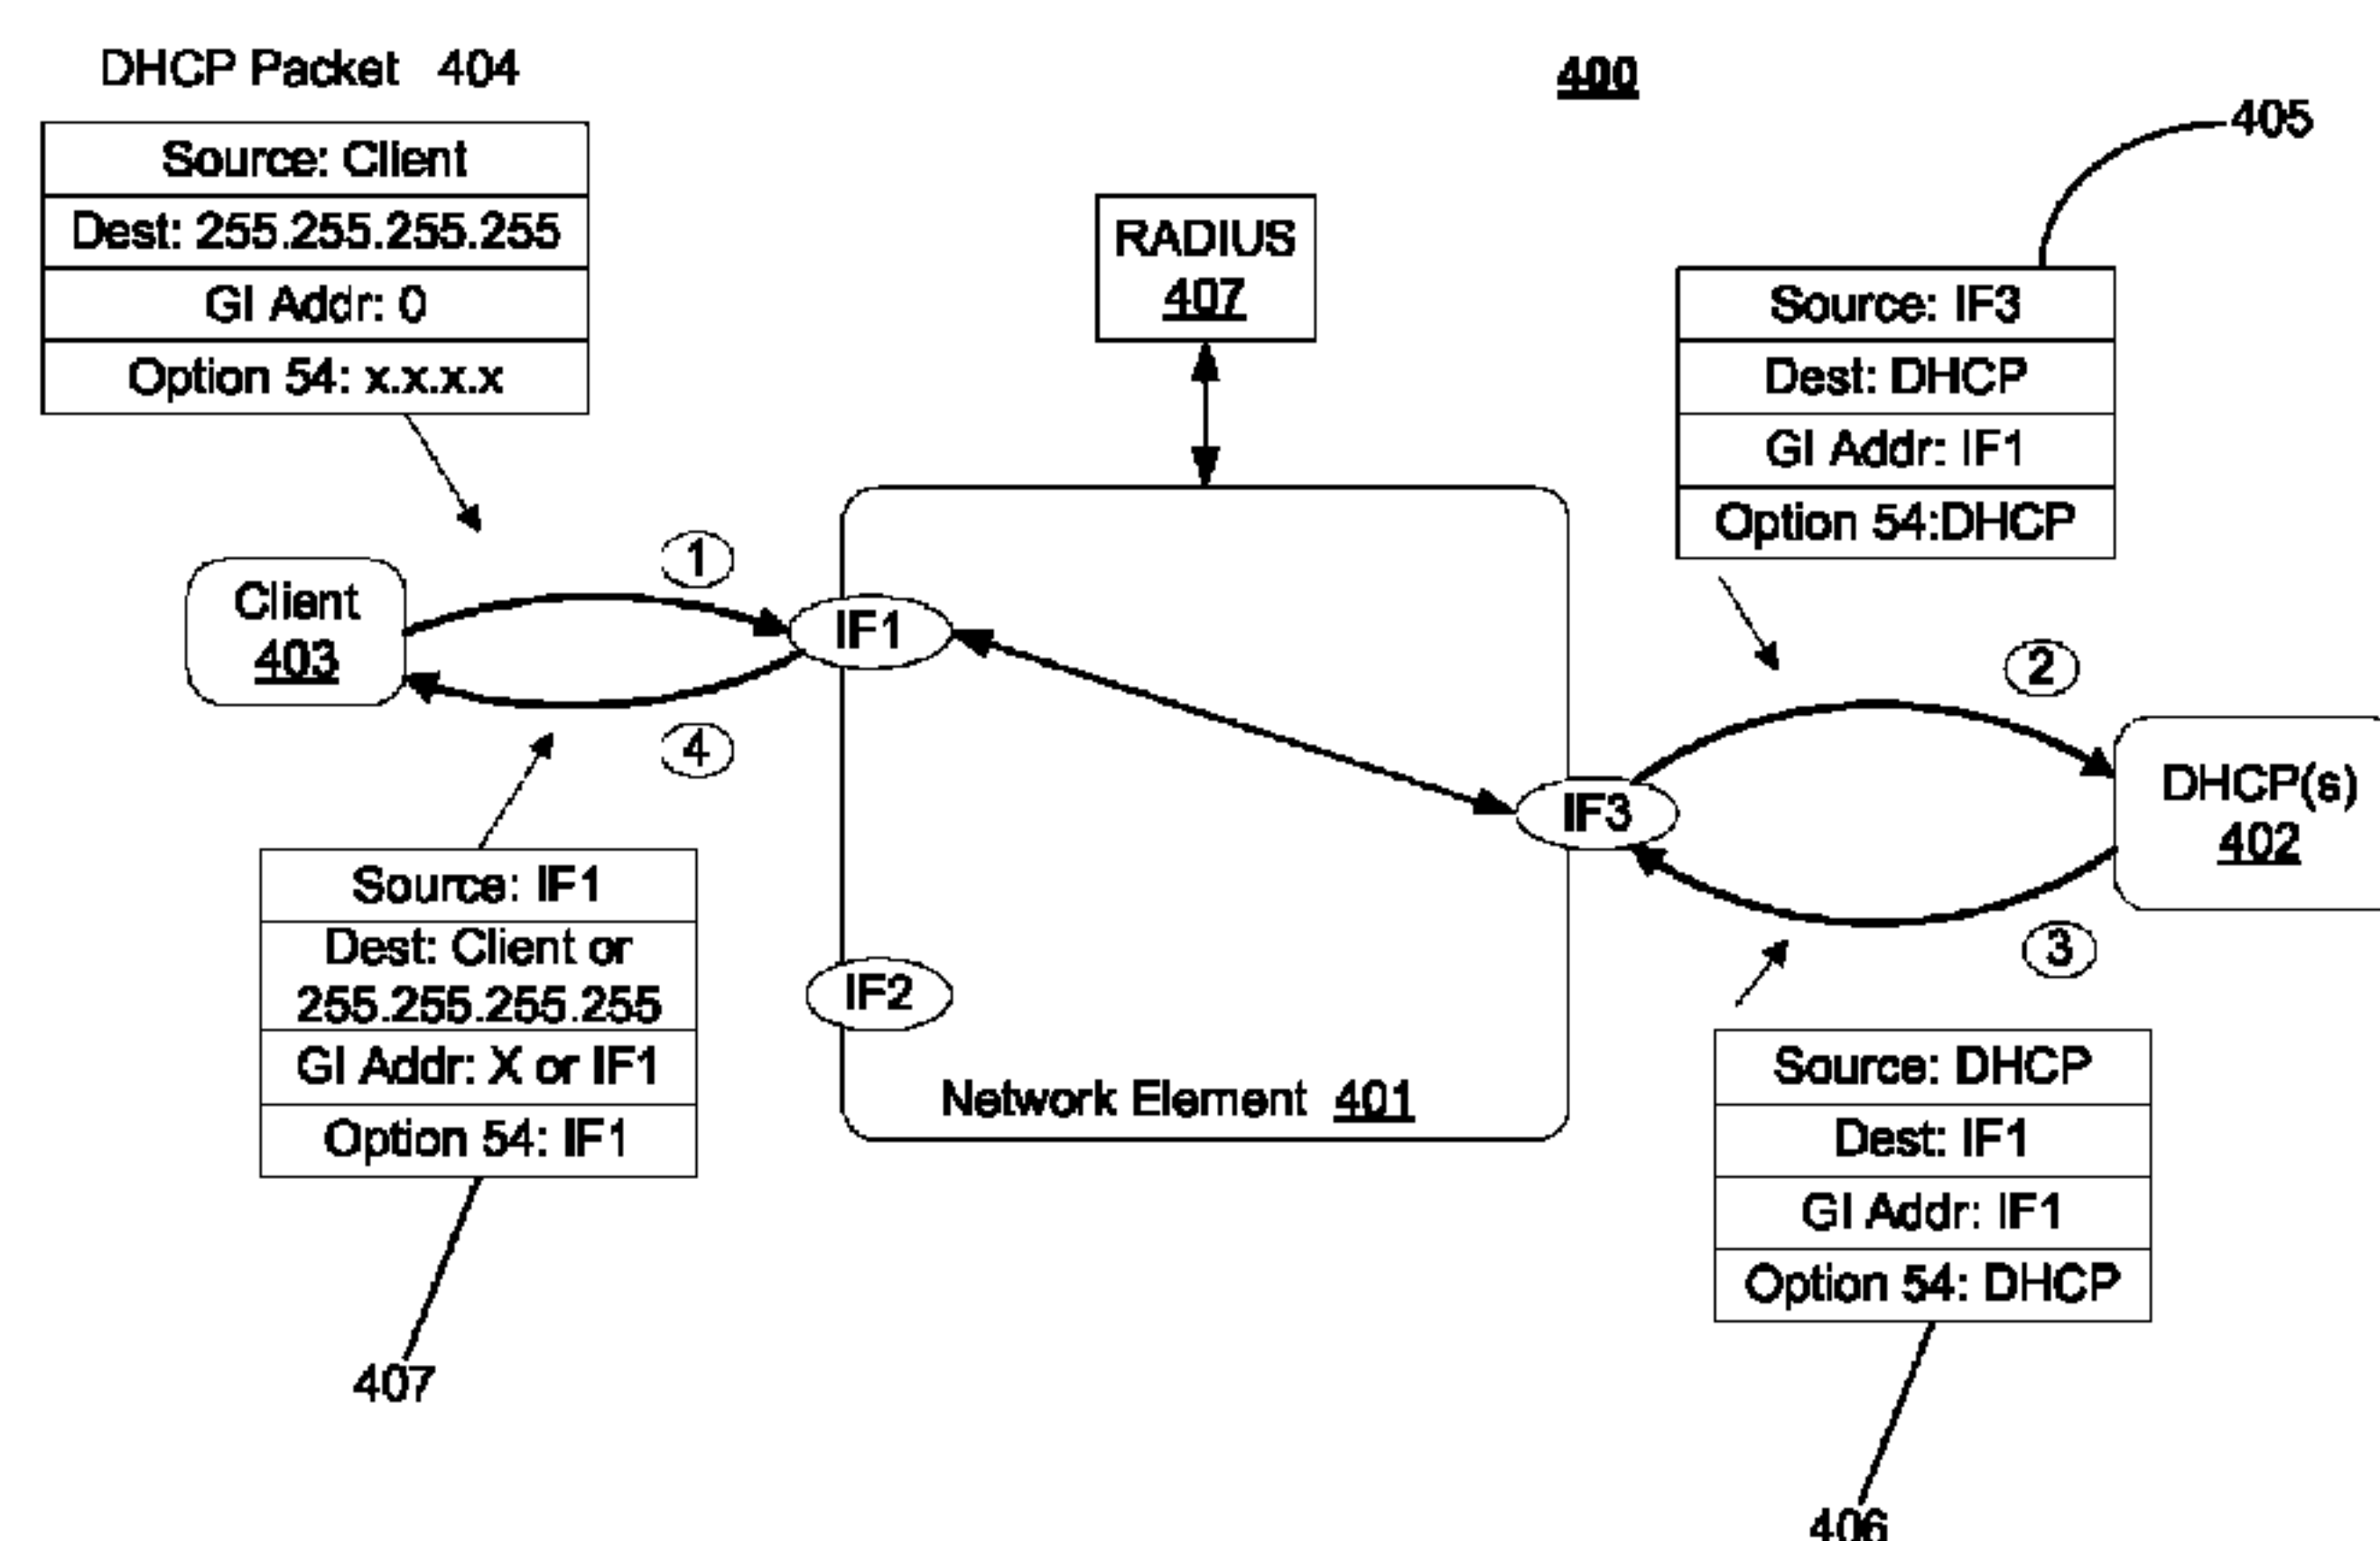 DHCP Packet 404
Source: Client
Dest: 255.255.255.255
GI Addr: 0
Option 54: x.x.x.x
400
405
RADIUS
407
Source: IF3
Dest: DHCP
GI Addr: IF1
Option 54:DHCP
Client
403
1
IF1
4
2
IF3
DHCP(s)
402
3
IF2
Network Element 401
Source: IF1
Dest: Client or
255.255.255.255
GI Addr: X or IF1
Option 54: IF1
407
Source: DHCP
Dest: IF1
GI Addr: IF1
Option 54: DHCP
406